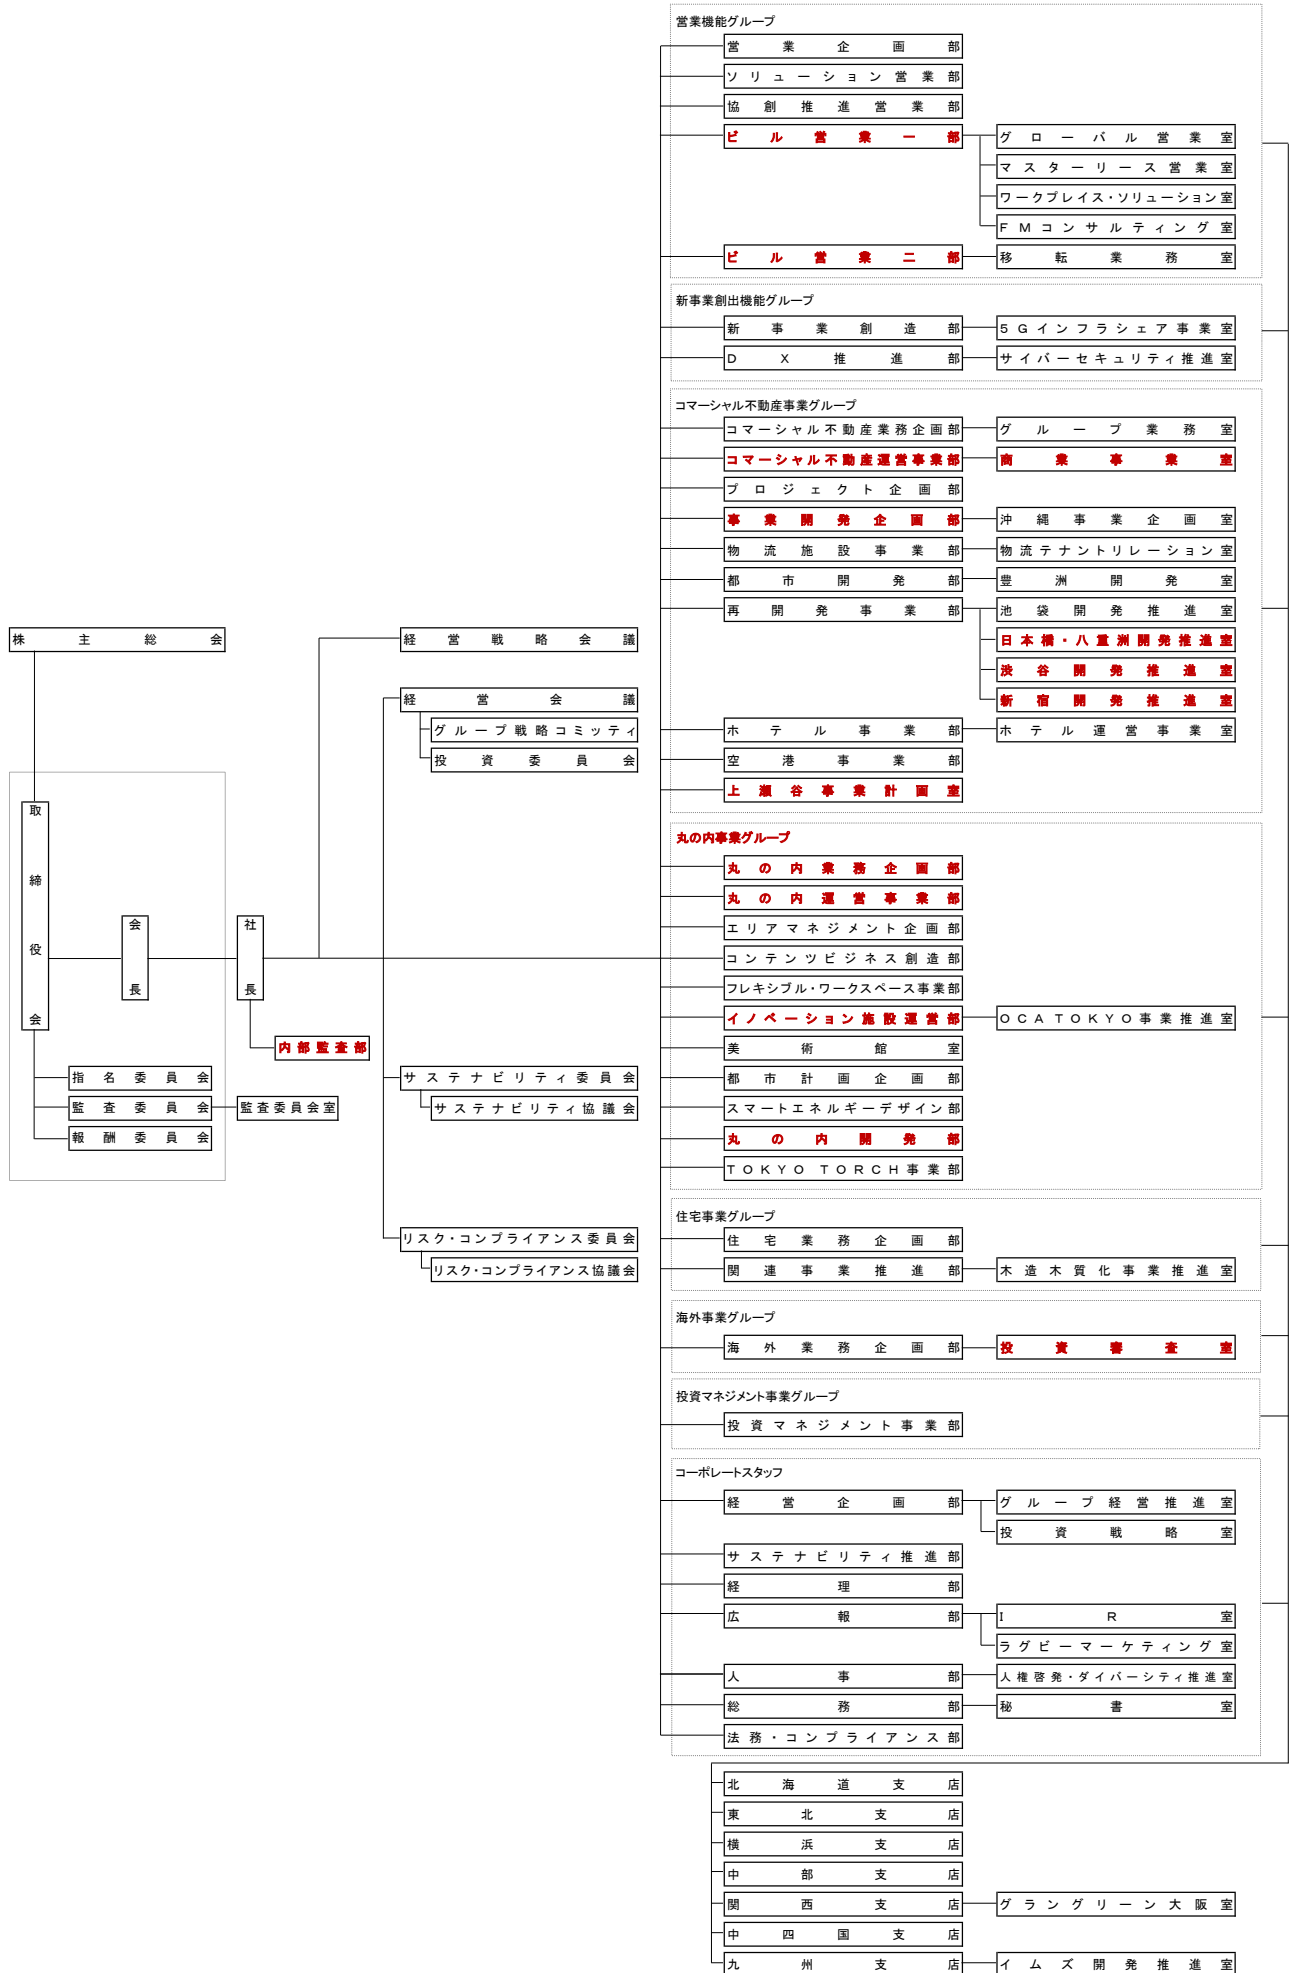 株主総会
取締役会
会長
社長
内部監査部
指名委員会
監査委員会
監査委員会室
報酬委員会
経営戦略会議
経営会議
グループ戦略コミッティ
投資委員会
サステナビリティ委員会
サステナビリティ協議会
リスク・コンプライアンス委員会
リスク・コンプライアンス協議会
営業機能グループ
営業企画部
ソリューション営業部
協創推進営業部
ビル営業一部
グローバル営業室
マスターリース営業室
ワークプレイス・ソリューション室
FMコンサルティング室
ビル営業二部
移転業務室
新事業創出機能グループ
新事業創造部
5Gインフラシェア事業室
DX推進部
サイバーセキュリティ推進室
コマーシャル不動産事業グループ
コマーシャル不動産業務企画部
グループ業務室
コマーシャル不動産運営事業部
商業事業室
プロジェクト企画部
事業開発企画部
沖縄事業企画室
物流施設事業部
物流テナントリレーション室
都市開発部
豊洲開発室
再開発事業部
池袋開発推進室
日本橋・八重洲開発推進室
渋谷開発推進室
新宿開発推進室
ホテル事業部
ホテル運営事業室
空港事業部
上瀬谷事業計画室
丸の内事業グループ
丸の内業務企画部
丸の内運営事業部
エリアマネジメント企画部
コンテンツビジネス創造部
フレキシブル・ワークスペース事業部
イノベーション施設運営部
OCA TOKYO事業推進室
美術館室
都市計画企画部
スマートエネルギーデザイン部
丸の内開発部
TOKYO TORCH事業部
住宅事業グループ
住宅業務企画部
関連事業推進部
木造木質化事業推進室
海外事業グループ
海外業務企画部
投資審査室
投資マネジメント事業グループ
投資マネジメント事業部
コーポレートスタッフ
経営企画部
グループ経営推進室
投資戦略室
サステナビリティ推進部
経理部
広報部
IR室
ラグビーマーケティング室
人事部
人権啓発・ダイバーシティ推進室
総務部
秘書室
法務・コンプライアンス部
北海道支店
東北支店
横浜支店
中部支店
関西支店
グラングリーン大阪室
中四国支店
九州支店
イムズ開発推進室